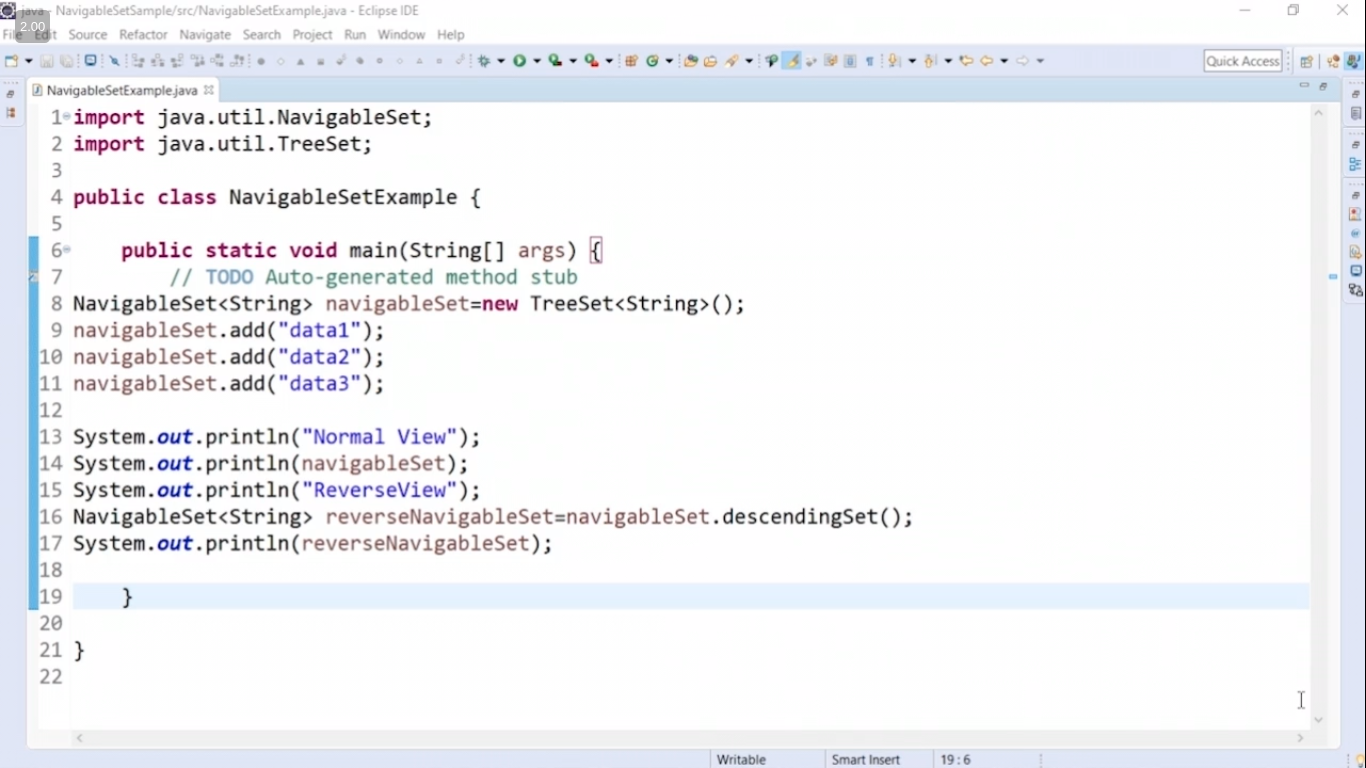 java - NavigableSetSample/src/NavigableSetExample.java - Eclipse IDE
2.00
File Edit Source Refactor Navigate Search Project Run Window Help
Quick Access
NavigableSetExample.java
1 import java.util.NavigableSet;
2 import java.util.TreeSet;
3
4 public class NavigableSetExample {
5
6 public static void main(String[] args) {
7 // TODO Auto-generated method stub
8 NavigableSet<String> navigableSet=new TreeSet<String>();
9 navigableSet.add("data1");
10 navigableSet.add("data2");
11 navigableSet.add("data3");
12
13 System.out.println("Normal View");
14 System.out.println(navigableSet);
15 System.out.println("ReverseView");
16 NavigableSet<String> reverseNavigableSet=navigableSet.descendingSet();
17 System.out.println(reverseNavigableSet);
18
19 }
20
21 }
22
Writable Smart Insert 19 : 6